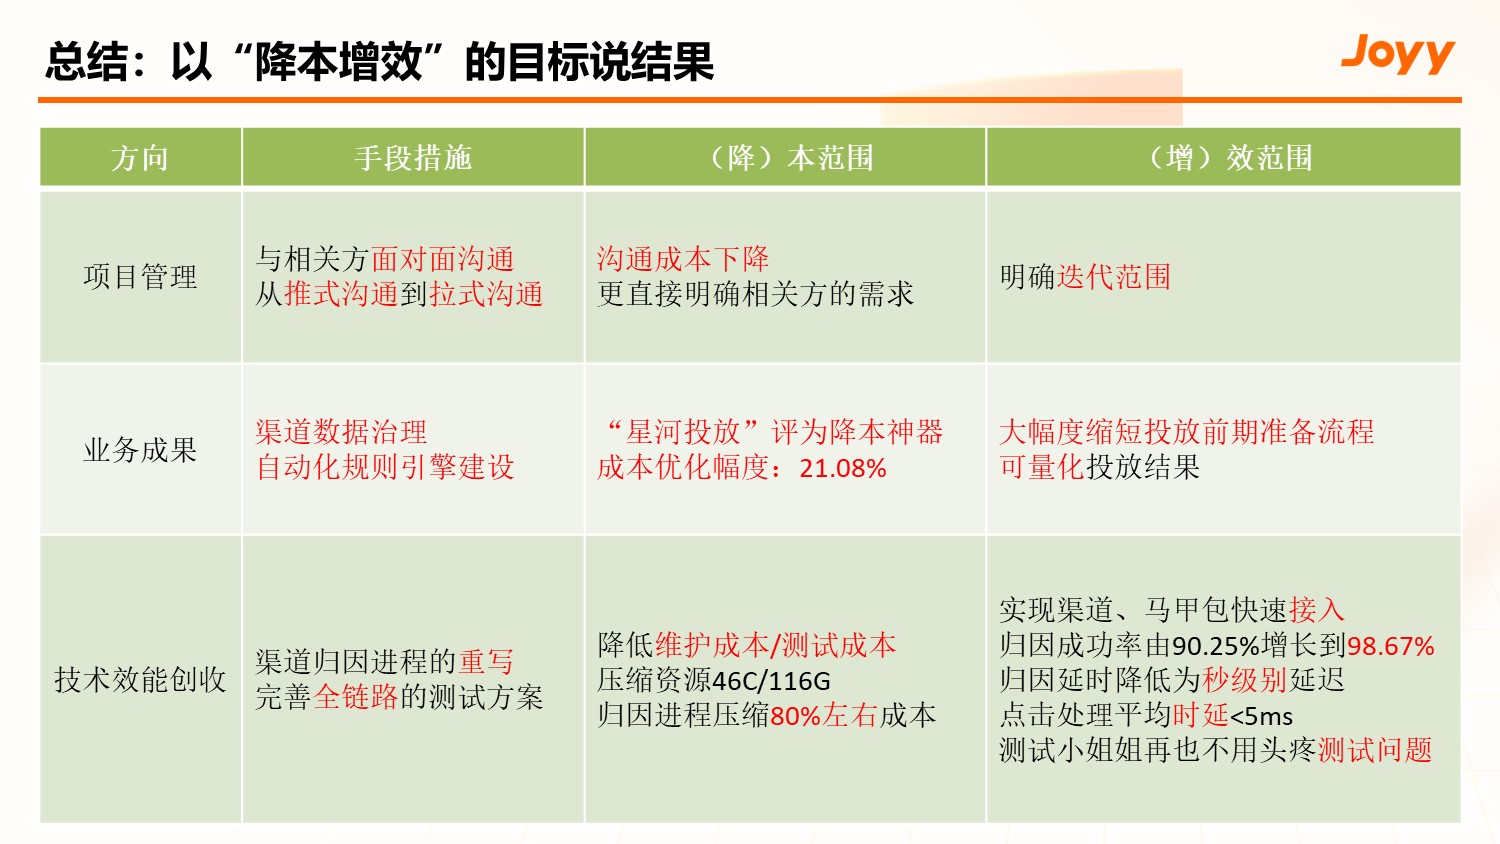 总结：以“降本增效”的目标说结果
Joyy
方向
手段措施
（降）本范围
（增）效范围
项目管理
与相关方面对面沟通
从推式沟通到拉式沟通
沟通成本下降
更直接明确相关方的需求
明确迭代范围
业务成果
渠道数据治理
自动化规则引擎建设
“星河投放”评为降本神器
成本优化幅度：21.08%
大幅度缩短投放前期准备流程
可量化投放结果
技术效能创收
渠道归因进程的重写
完善全链路的测试方案
降低维护成本/测试成本
压缩资源46C/116G
归因进程压缩80%左右成本
实现渠道、马甲包快速接入
归因成功率由90.25%增长到98.67%
归因延时降低为秒级别延迟
点击处理平均时延<5ms
测试小姐姐再也不用头疼测试问题